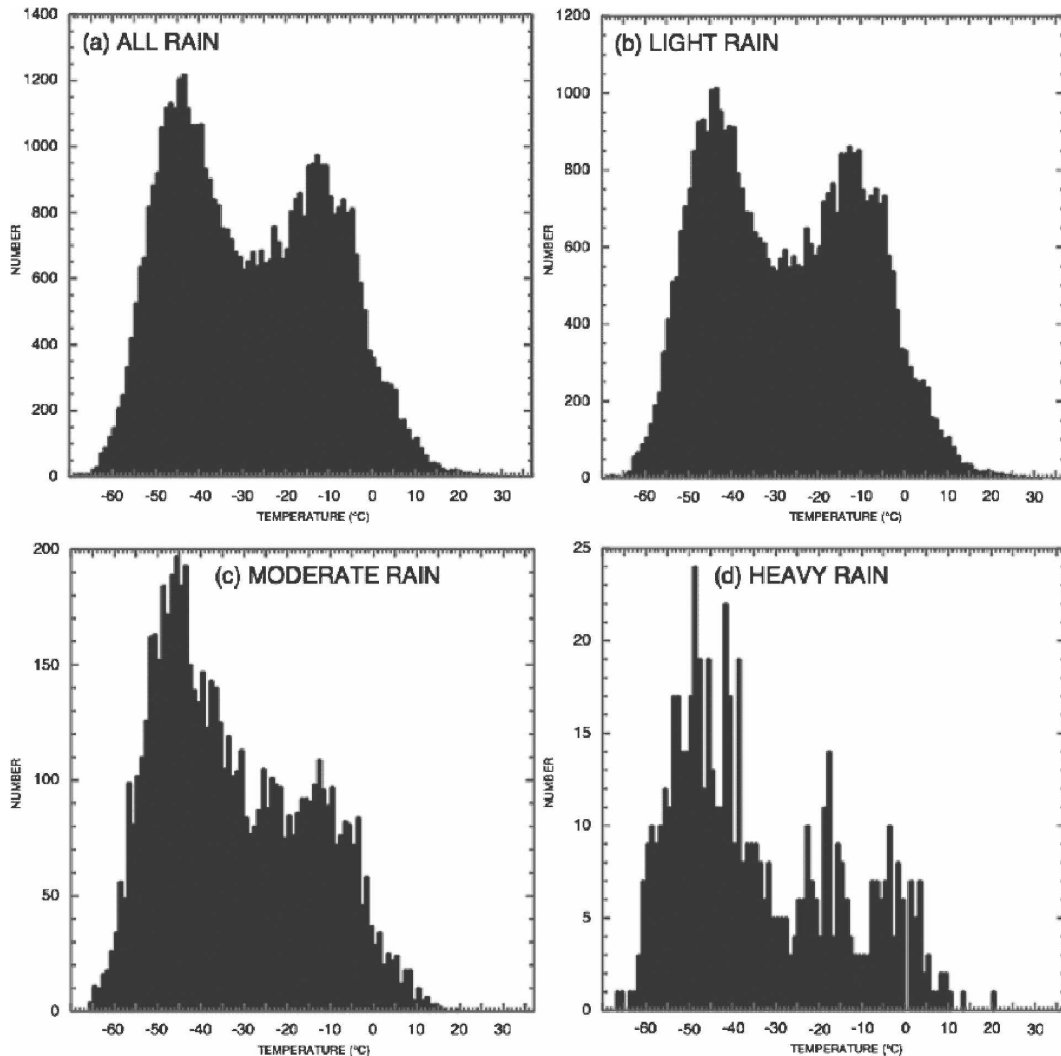 (a) ALL RAIN
1400
1200
1000
800
600
400
200
0
NUMBER
-60 -50 -40 -30 -20 -10 0 10 20 30
TEMPERATURE (°C)
(b) LIGHT RAIN
1200
1000
800
600
400
200
0
NUMBER
-60 -50 -40 -30 -20 -10 0 10 20 30
TEMPERATURE (°C)
(c) MODERATE RAIN
200
150
100
50
0
NUMBER
-60 -50 -40 -30 -20 -10 0 10 20 30
TEMPERATURE (°C)
(d) HEAVY RAIN
25
20
15
10
5
0
NUMBER
-60 -50 -40 -30 -20 -10 0 10 20 30
TEMPERATURE (°C)